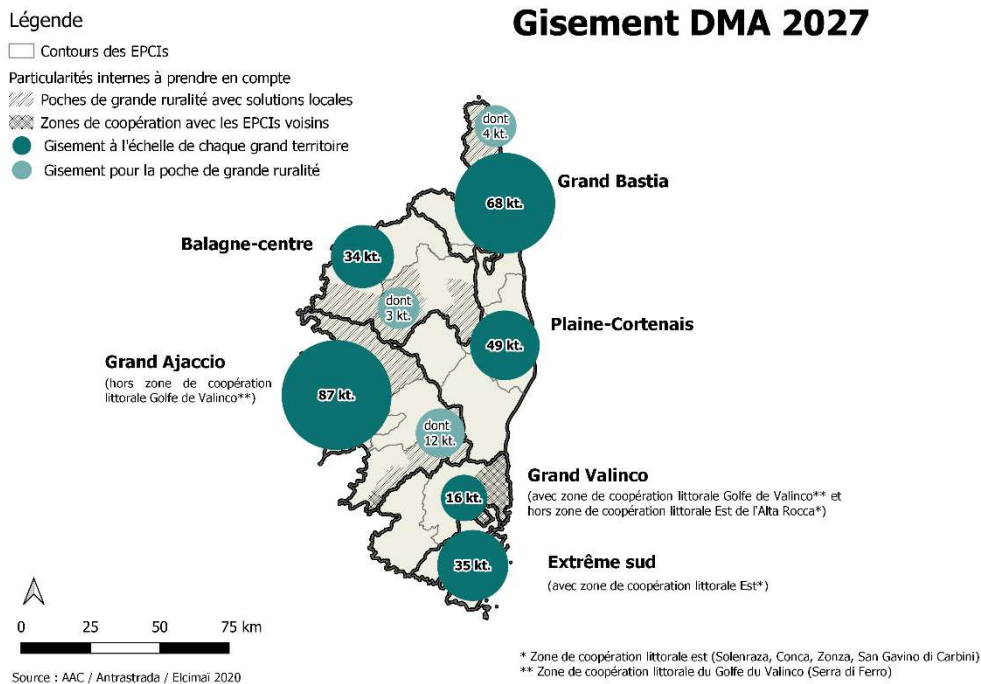 Gisement DMA 2027
Légende
Contours des EPCIs
Particularités internes à prendre en compte
Poches de grande ruralité avec solutions locales
Zones de coopération avec les EPCIs voisins
Gisement à l'échelle de chaque grand territoire
Gisement pour la poche de grande ruralité
dont
4 kt.
Grand Bastia
68 kt.
Balagne-centre
34 kt.
dont
3 kt.
Plaine-Cortenais
49 kt.
Grand Ajaccio
(hors zone de coopération
littorale Golfe de Valinco**)
87 kt.
dont
12 kt.
Grand Valinco
(avec zone de coopération littorale Golfe de Valinco** et
hors zone de coopération littorale Est de l'Alta Rocca*)
16 kt.
Extrême sud
(avec zone de coopération littorale Est*)
35 kt.
0 25 50 75 km
* Zone de coopération littorale est (Solenraza, Conca, Zonza, San Gavino di Carbini)
** Zone de coopération littorale du Golfe du Valinco (Serra di Ferro)
Source : AAC / Antrastrada / Elcimaï 2020